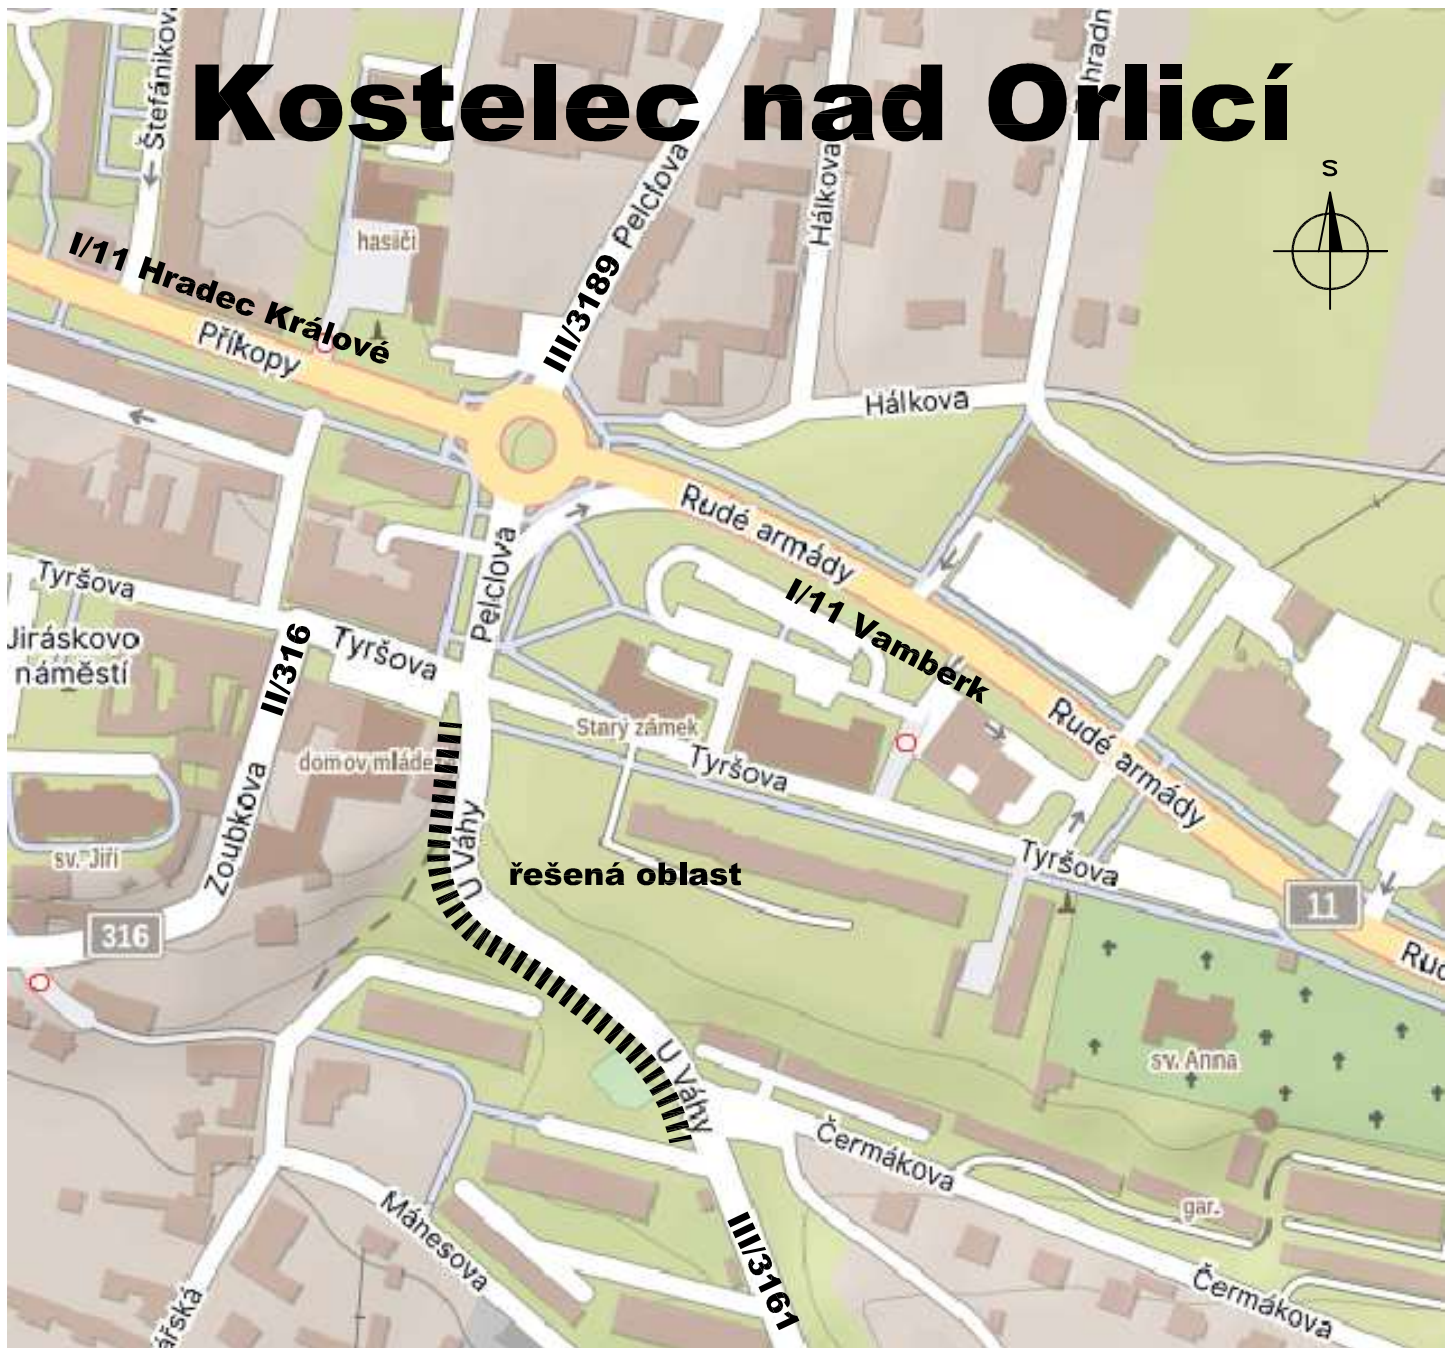 Štefánikova
Kostelec nad Orlicí
S
hasiči
Hálkova
III/3189 Pelclova
I/11 Hradec Králové
Příkopy
Hálkova
Rudé armády
Pelclova
Tyršova
I/11 Vamberk
Jiráskovo
náměstí
II/316
Tyršova
Starý zámek
Rudé armády
domov mládeže
Tyršova
Zoubkova
U Váhy
sv. Jiří
řešená oblast
Tyršova
11
316
sv. Anna
U Váhy
Čermákova
gar.
Mánesova
III/3161
Čermákova